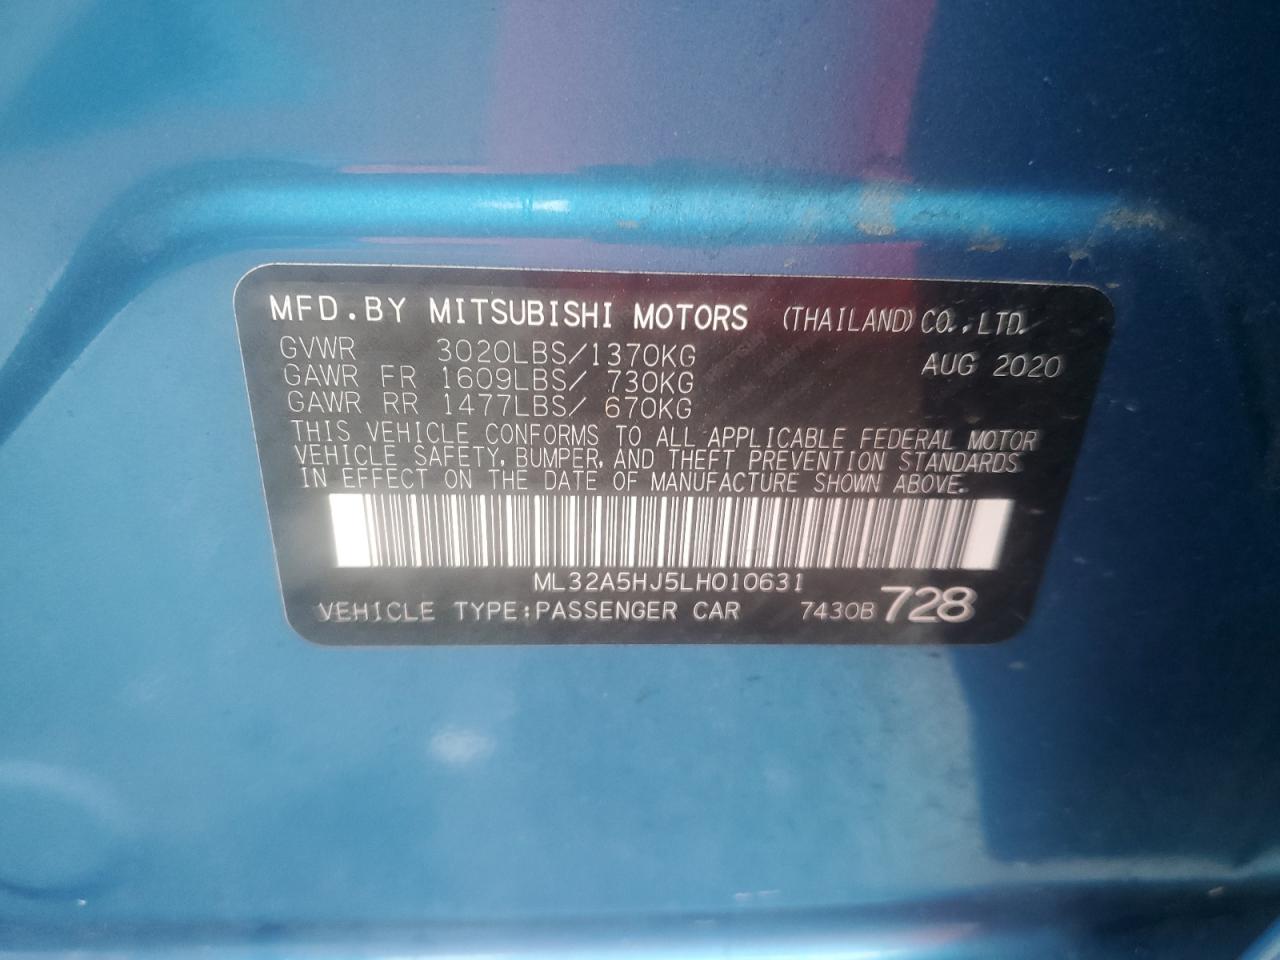 MFD.BY MITSUBISHI MOTORS (THAILAND) CO.,LTD.
GVWR 3020LBS/1370KG AUG 2020
GAWR FR 1609LBS/ 730KG
GAWR RR 1477LBS/ 670KG
THIS VEHICLE CONFORMS TO ALL APPLICABLE FEDERAL MOTOR
VEHICLE SAFETY, BUMPER, AND THEFT PREVENTION STANDARDS
IN EFFECT ON THE DATE OF MANUFACTURE SHOWN ABOVE.
ML32A5HJ5LH010631
VEHICLE TYPE:PASSENGER CAR 7430B 728